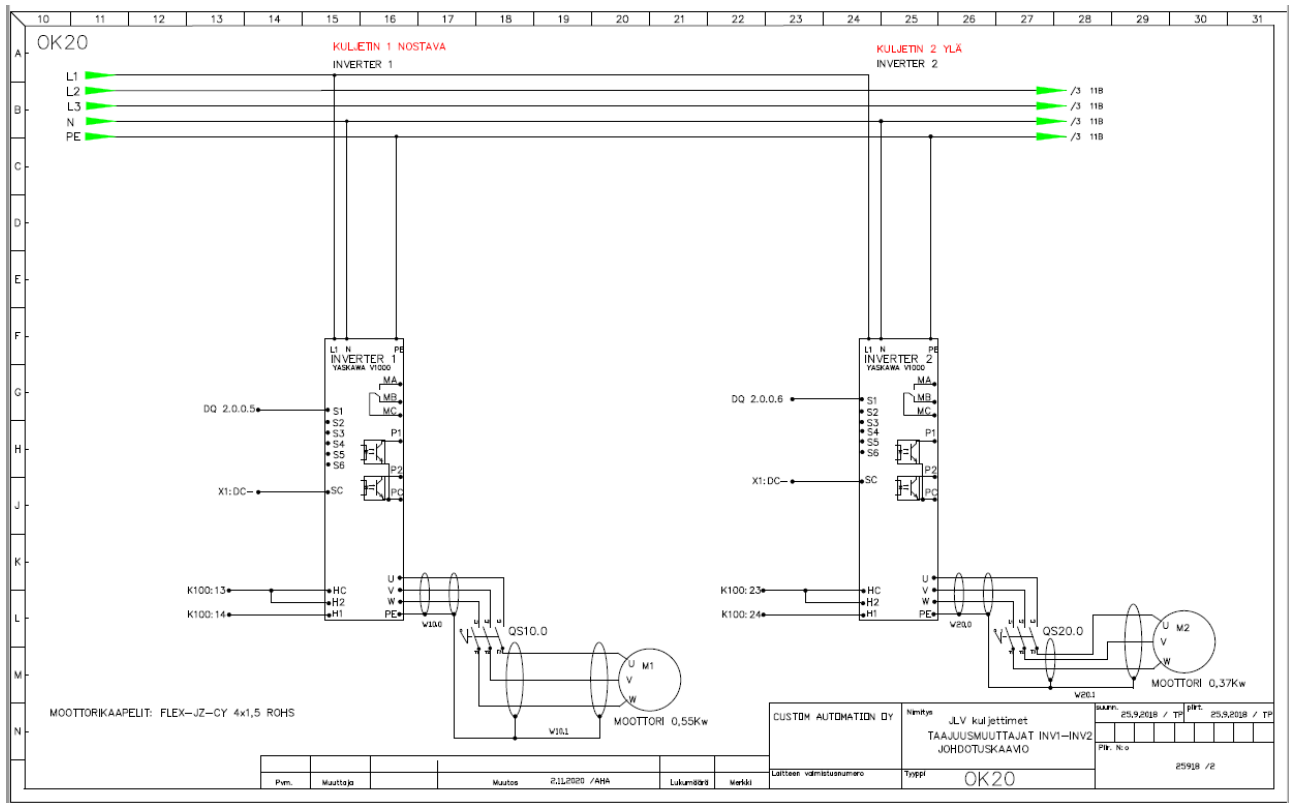 10 11 12 13 14 15 16 17 18 19 20 21 22 23 24 25 26 27 28 29 30 31
OK20
KULJETIN 1 NOSTAVA
INVERTER 1
KULJETIN 2 YLÄ
INVERTER 2
A
B
C
D
E
F
G
H
J
K
L
M
N
L1
L2
L3
N
PE
/3 11B
/3 11B
/3 11B
/3 11B
L1 N PE
INVERTER 1
YASKAWA V1000
MA
MB
MC
DQ 2.0.0.5
S1
S2
S3
S4
S5
S6
P1
P2
PC
X1:DC-
SC
K100:13
HC
H2
K100:14
H1
U
V
W
PE
W10.0
QS10.0
U M1
V
W
MOOTTORI 0,55Kw
W10.1
L1 N PE
INVERTER 2
YASKAWA V1000
MA
MB
MC
DQ 2.0.0.6
S1
S2
S3
S4
S5
S6
P1
P2
PC
X1:DC-
SC
K100:23
HC
H2
K100:24
H1
U
V
W
PE
W20.0
QS20.0
U M2
V
W
MOOTTORI 0,37Kw
W20.1
MOOTTORIKAAPELIT: FLEX-JZ-CY 4x1,5 ROHS
Pvm. Muuttaja Muutos 2.11.2020 /AHA Lukumäärä Merkki
CUSTOM AUTOMATION OY
Laitteen valmistusnumero
Nimitys
JLV kuljettimet
TAAJUUSMUUTTAJAT INV1-INV2
JOHDOTUSKAAVIO
Tyyppi
OK20
suunn. 25.9.2018 / TP
piirt. 25.9.2018 / TP
Piir. N:o
25918 /2